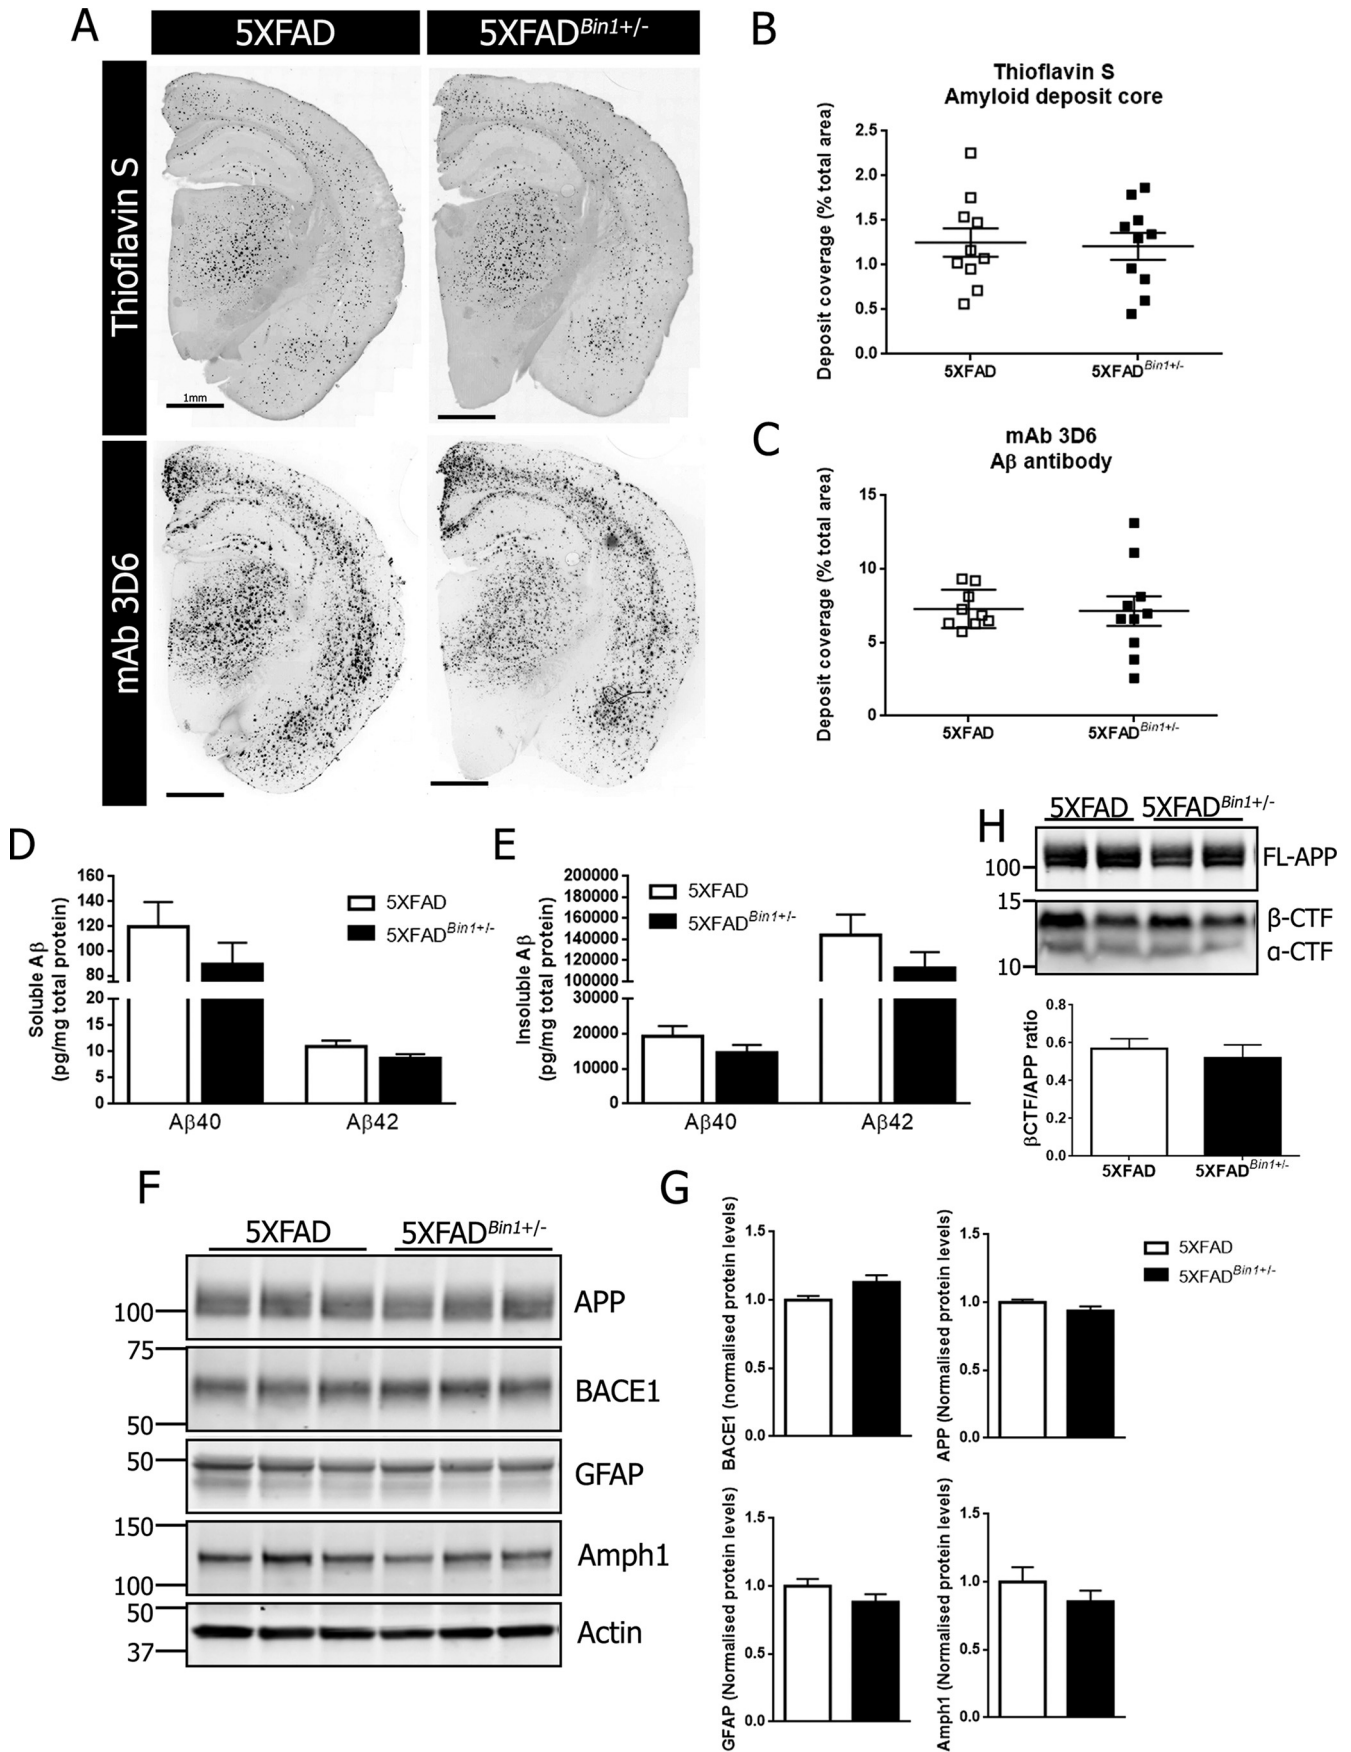 A
5XFAD
5XFADBin1+/-
Thioflavin S
1mm
mAb 3D6
B
Thioflavin S
Amyloid deposit core
Deposit coverage (% total area)
2.5
2.0
1.5
1.0
0.5
0.0
5XFAD
5XFADBin1+/-
C
mAb 3D6
Aβ antibody
Deposit coverage (% total area)
15
10
5
0
5XFAD
5XFADBin1+/-
D
Soluble Aβ
(pg/mg total protein)
160
140
120
100
80
20
15
10
5
0
5XFAD
5XFADBin1+/-
Aβ40
Aβ42
E
Insoluble Aβ
(pg/mg total protein)
200000
180000
160000
140000
120000
100000
30000
20000
10000
0
5XFAD
5XFADBin1+/-
Aβ40
Aβ42
H
5XFAD
5XFADBin1+/-
100
FL-APP
15
β-CTF
α-CTF
10
βCTF/APP ratio
0.8
0.6
0.4
0.2
0.0
5XFAD
5XFADBin1+/-
F
5XFAD
5XFADBin1+/-
100
APP
75
BACE1
50
50
GFAP
150
Amph1
100
50
Actin
37
G
BACE1 (normalised protein levels)
1.5
1.0
0.5
0.0
APP (Normalised protein levels)
1.5
1.0
0.5
0.0
5XFAD
5XFADBin1+/-
GFAP (Normalised protein levels)
1.5
1.0
0.5
0.0
Amph1 (Normalised protein levels)
1.5
1.0
0.5
0.0